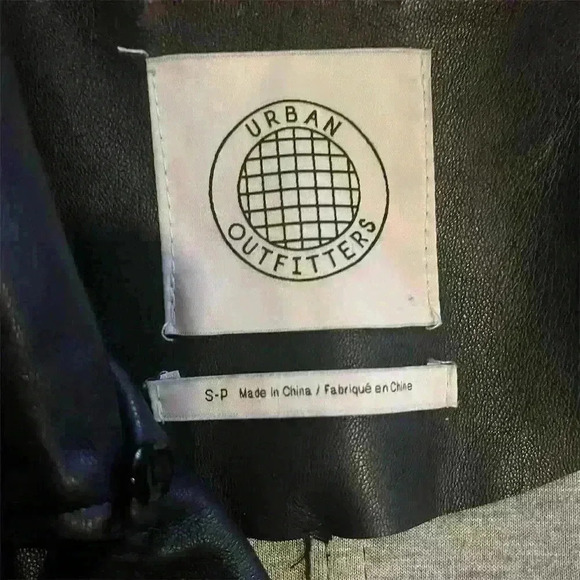 URBAN
OUTFITTERS
S-P Made in China / Fabriqué en Chine